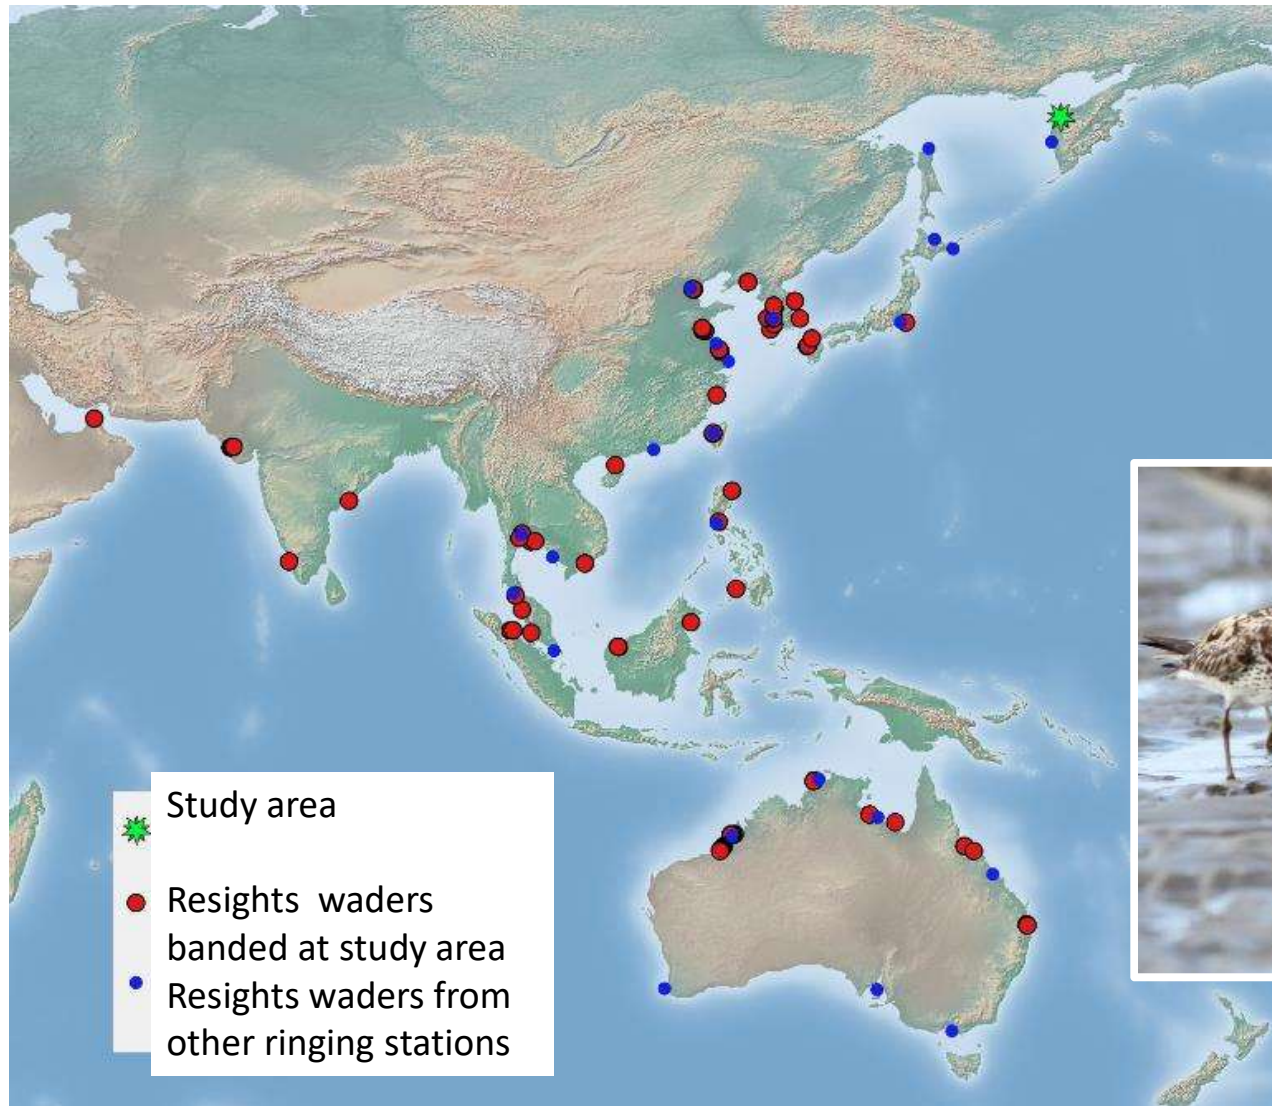 Study area
Resights  waders
banded at study area
Resights waders from
other ringing stations